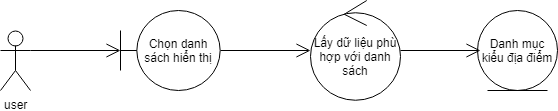 user
Chọn danh
sách hiển thị
Lấy dữ liệu phù
hợp với danh
sách
Danh mục
kiểu địa điểm